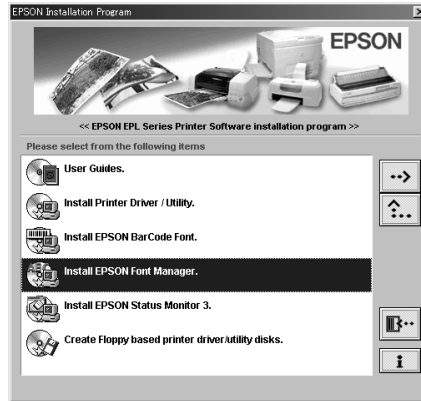 EPSON Installation Program
EPSON
<< EPSON EPL Series Printer Software installation program >>
Please select from the following items
User Guides.
Install Printer Driver / Utility.
Install EPSON BarCode Font.
Install EPSON Font Manager.
Install EPSON Status Monitor 3.
Create Floppy based printer driver/utility disks.